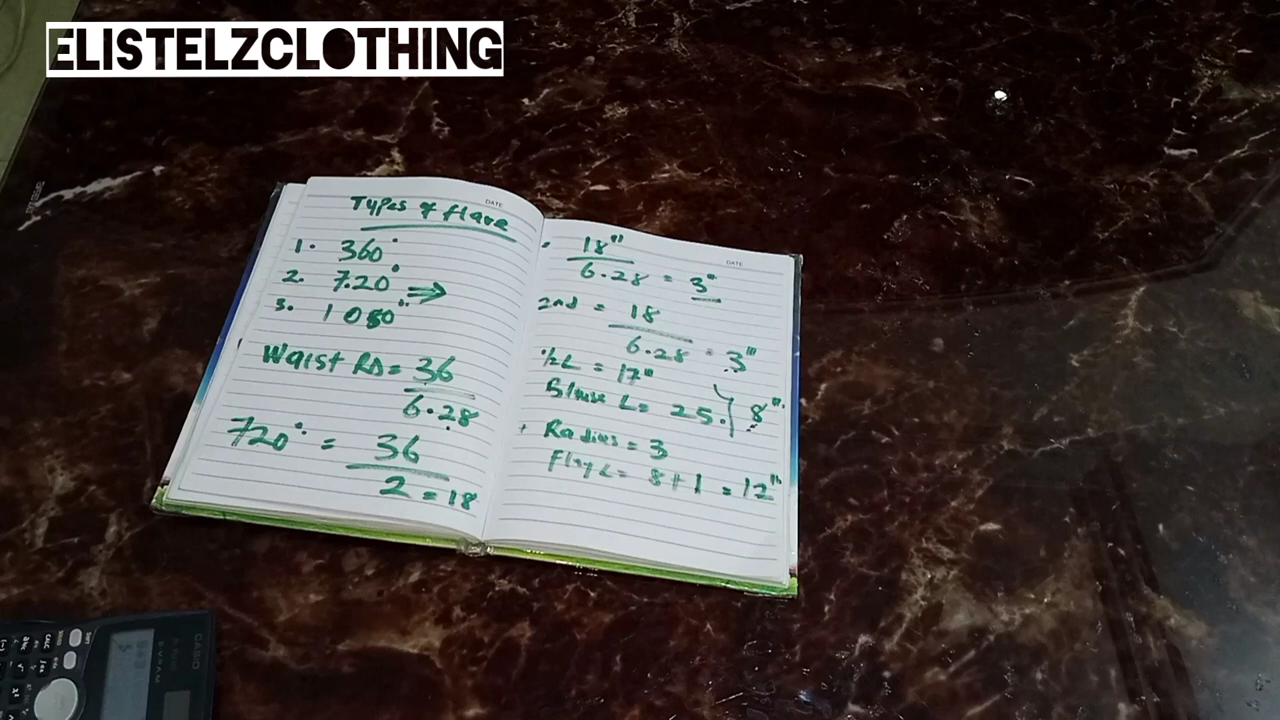 ELISTELZCLOTHING
DATE
Types of flare
1. 360°
2. 720° ⇒
3. 1080°
Waist RD = 36
6.28
720° = 36
2 = 18
DATE
18"
6.28 = 3"
2nd = 18
6.28 = 3"
½L = 17"
Blouse L = 25. 8"
+ Radius = 3
Flay L = 8+1 = 12"
CASIO